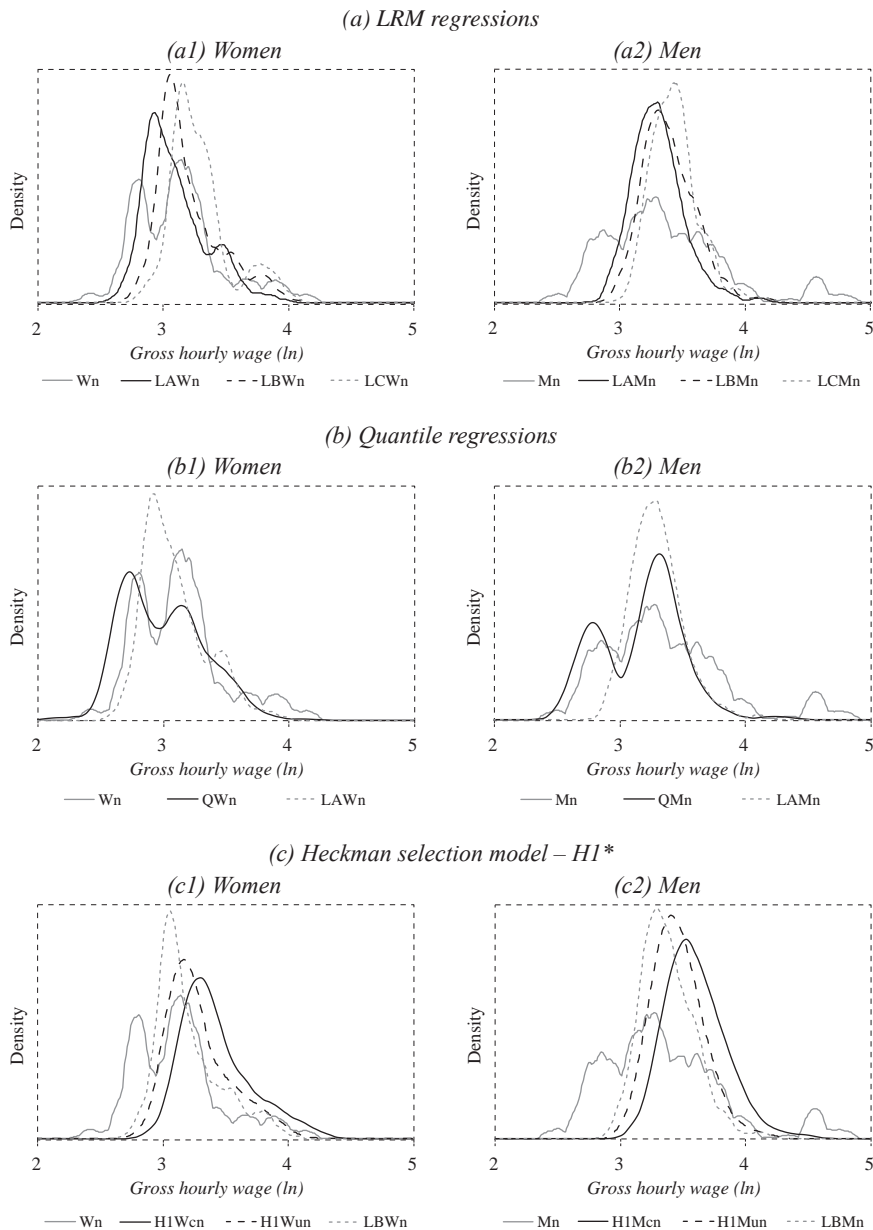 (a) LRM regressions
(a1) Women
(a2) Men
Density
Density
2 3 4 5
2 3 4 5
Gross hourly wage (ln)
Gross hourly wage (ln)
Wn LAWn LBWn LCWn
Mn LAMn LBMn LCMn
(b) Quantile regressions
(b1) Women
(b2) Men
Density
Density
2 3 4 5
2 3 4 5
Gross hourly wage (ln)
Gross hourly wage (ln)
Wn QWn LAWn
Mn QMn LAMn
(c) Heckman selection model – H1*
(c1) Women
(c2) Men
Density
Density
2 3 4 5
2 3 4 5
Gross hourly wage (ln)
Gross hourly wage (ln)
Wn H1Wcn H1Wun LBWn
Mn H1Mcn H1Mun LBMn